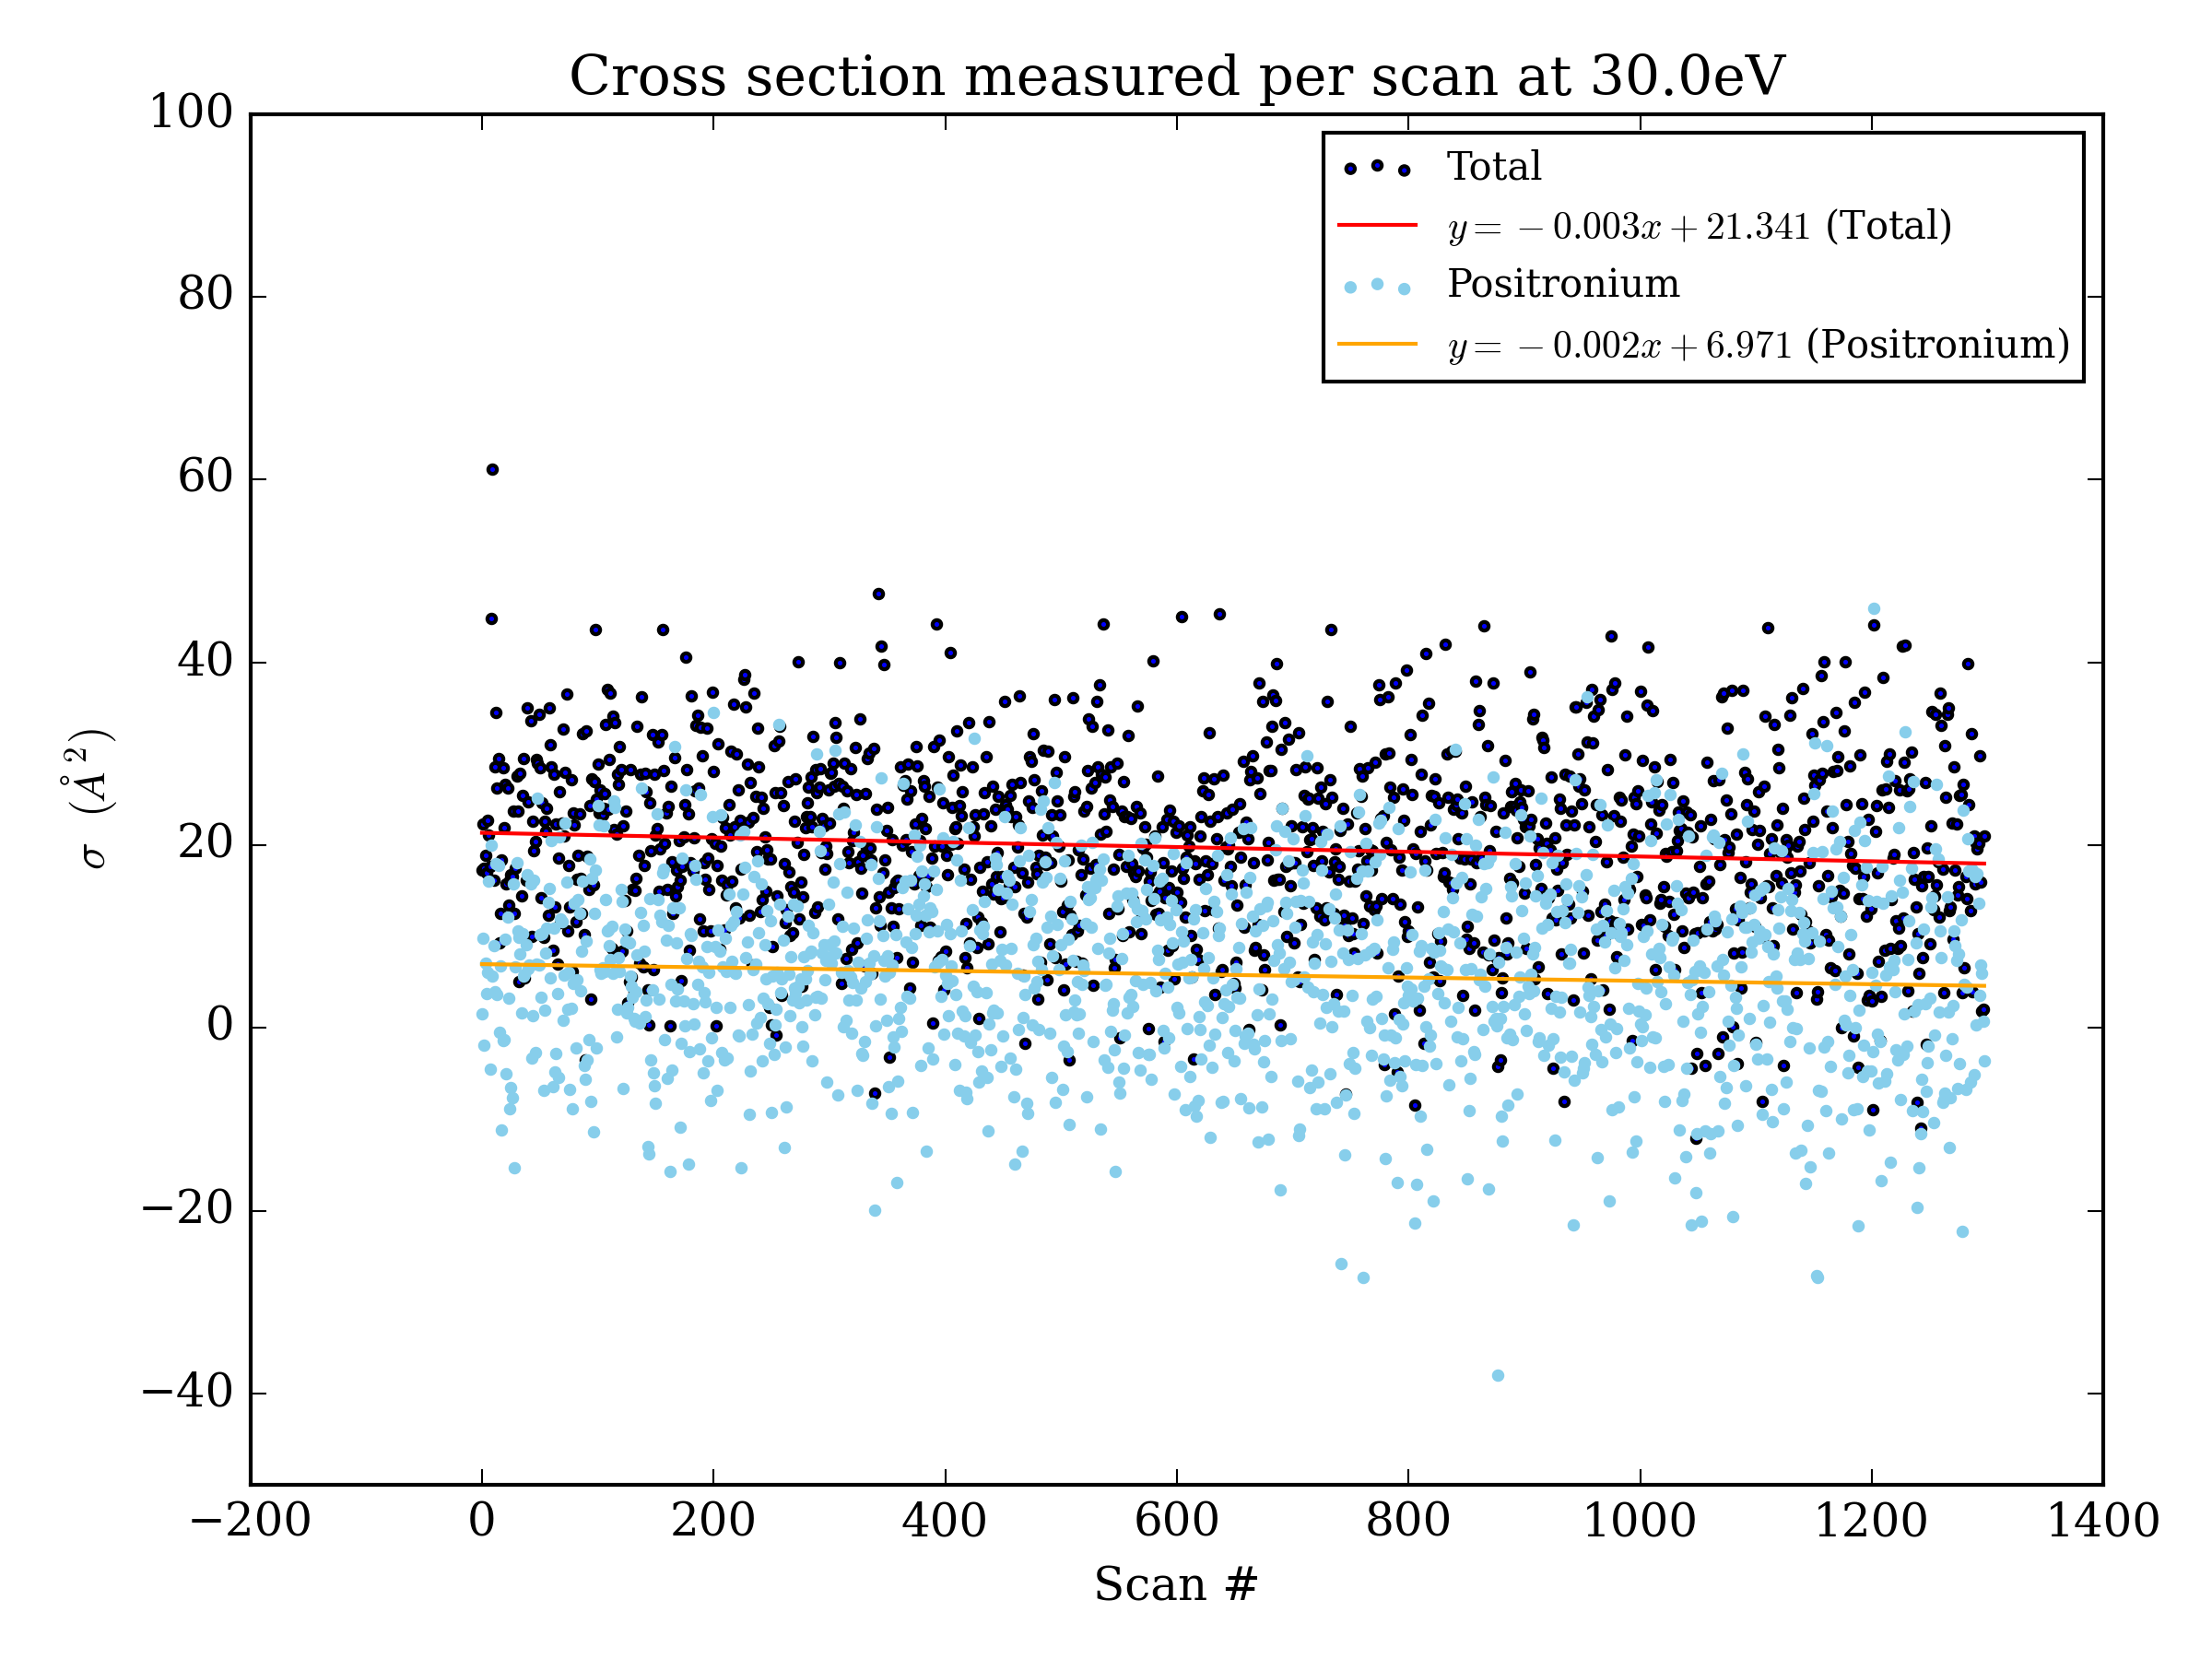 Cross section measured per scan at 30.0eV
100
80
60
40
20
0
−20
−40
σ (Å²)
Total
y = −0.003x + 21.341 (Total)
Positronium
y = −0.002x + 6.971 (Positronium)
−200 0 200 400 600 800 1000 1200 1400
Scan #